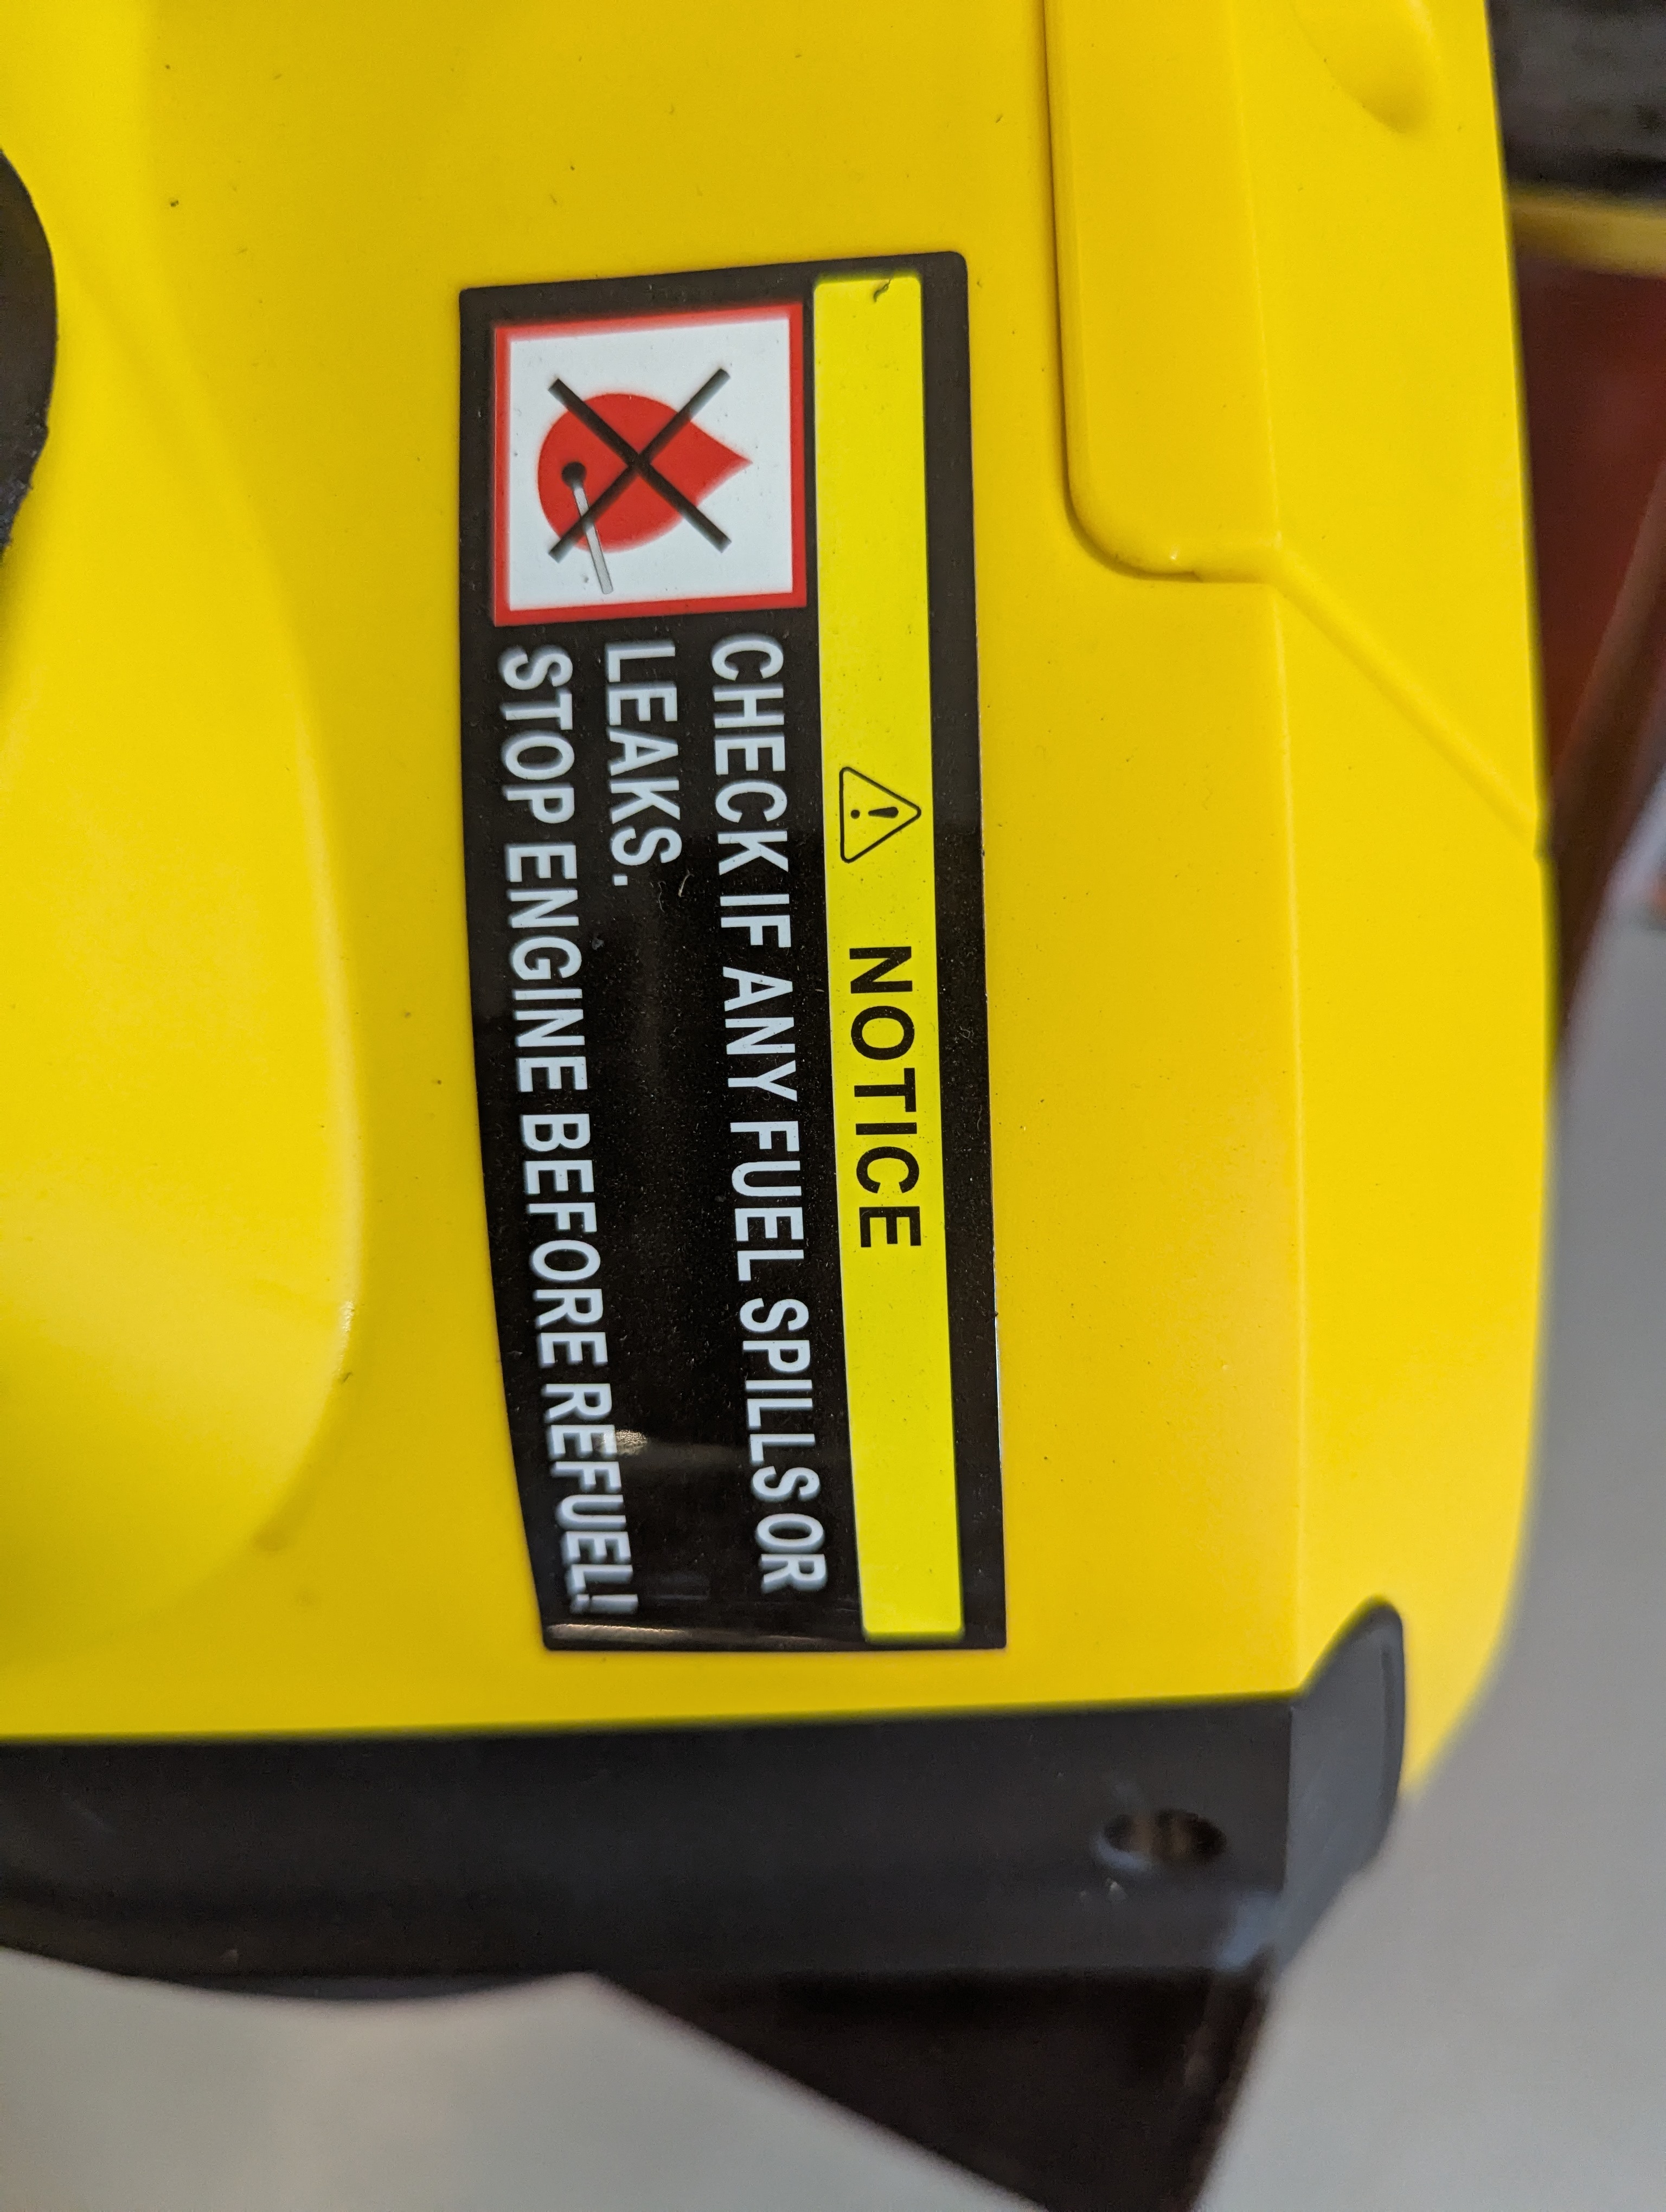 NOTICE
CHECK IF ANY FUEL SPILLS OR
LEAKS.
STOP ENGINE BEFORE REFUEL!